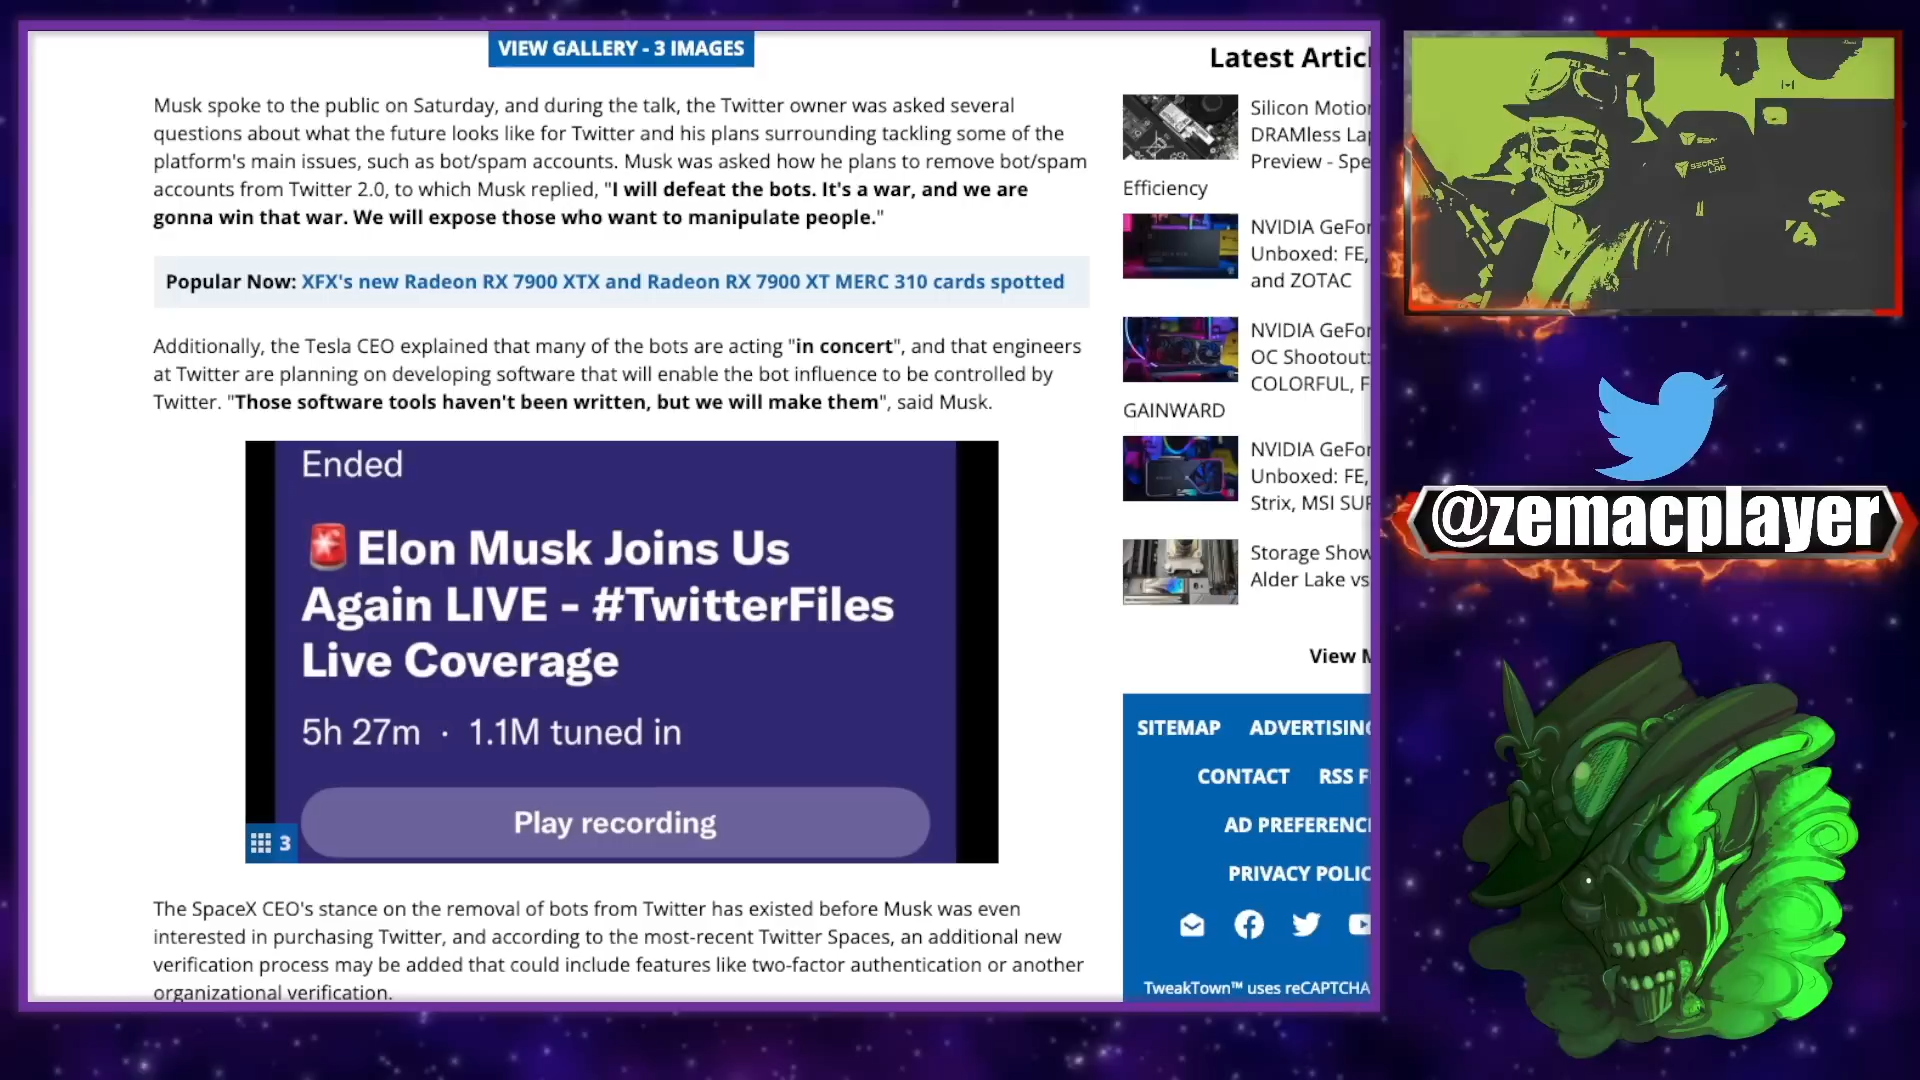 VIEW GALLERY - 3 IMAGES
Musk spoke to the public on Saturday, and during the talk, the Twitter owner was asked several
questions about what the future looks like for Twitter and his plans surrounding tackling some of the
platform's main issues, such as bot/spam accounts. Musk was asked how he plans to remove bot/spam
accounts from Twitter 2.0, to which Musk replied, "I will defeat the bots. It's a war, and we are
gonna win that war. We will expose those who want to manipulate people."
Popular Now: XFX's new Radeon RX 7900 XTX and Radeon RX 7900 XT MERC 310 cards spotted
Additionally, the Tesla CEO explained that many of the bots are acting "in concert", and that engineers
at Twitter are planning on developing software that will enable the bot influence to be controlled by
Twitter. "Those software tools haven't been written, but we will make them", said Musk.
Ended
Elon Musk Joins Us
Again LIVE - #TwitterFiles
Live Coverage
5h 27m · 1.1M tuned in
Play recording
3
The SpaceX CEO's stance on the removal of bots from Twitter has existed before Musk was even
interested in purchasing Twitter, and according to the most-recent Twitter Spaces, an additional new
verification process may be added that could include features like two-factor authentication or another
organizational verification.
Latest Artic
Silicon Motion
DRAMless La
Preview - Spe
Efficiency
NVIDIA GeFor
Unboxed: FE,
and ZOTAC
NVIDIA GeFor
OC Shootout:
COLORFUL, F
GAINWARD
NVIDIA GeFor
Unboxed: FE,
Strix, MSI SUP
Storage Show
Alder Lake vs
View M
SITEMAP ADVERTISING
CONTACT RSS F
AD PREFERENC
PRIVACY POLIC
TweakTown™ uses reCAPTCHA
SECRET
LAB
@zemacplayer